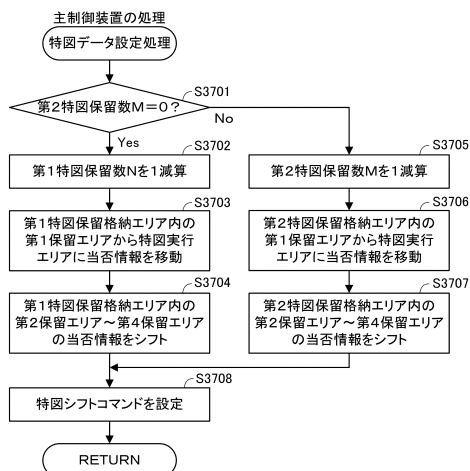 主制御装置の処理
特図データ設定処理
S3701
第2特図保留数M=0?
No
Yes
S3702
第1特図保留数Nを1減算
S3703
第1特図保留格納エリア内の
第1保留エリアから特図実行
エリアに当否情報を移動
S3704
第1特図保留格納エリア内の
第2保留エリア~第4保留エリア
の当否情報をシフト
S3705
第2特図保留数Mを1減算
S3706
第2特図保留格納エリア内の
第1保留エリアから特図実行
エリアに当否情報を移動
S3707
第2特図保留格納エリア内の
第2保留エリア~第4保留エリア
の当否情報をシフト
S3708
特図シフトコマンドを設定
RETURN